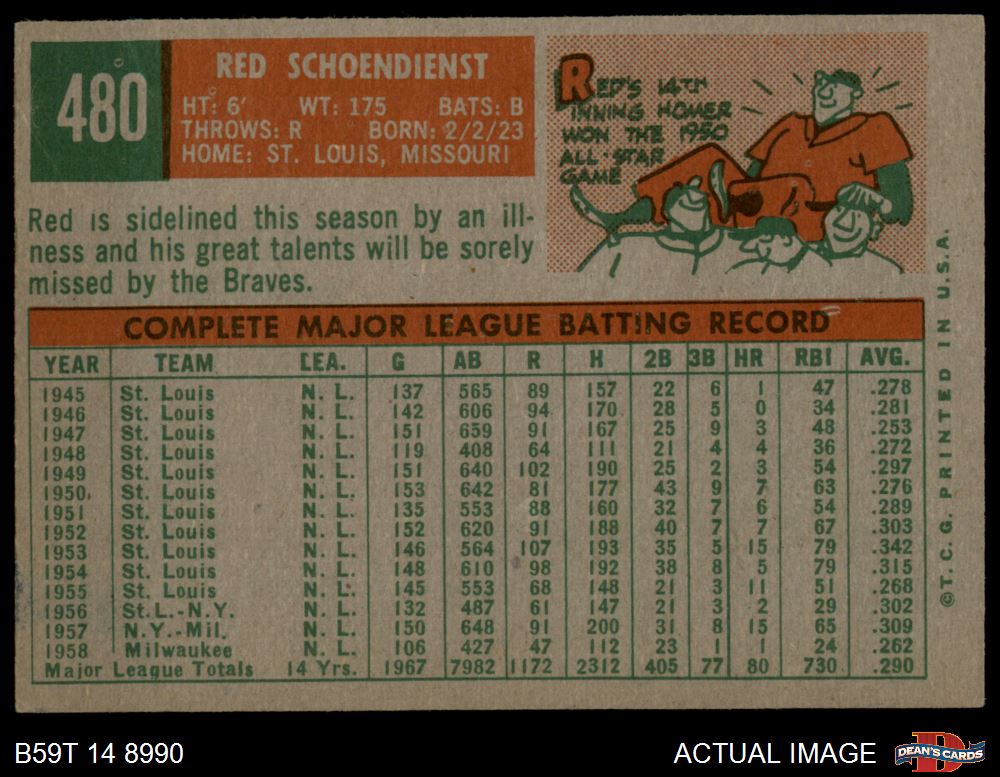 480
RED SCHOENDIENST
HT: 6' WT: 175 BATS: B
THROWS: R BORN: 2/2/23
HOME: ST. LOUIS, MISSOURI
RED'S 14TH
INNING HOMER
WON THE 1950
ALL-STAR
GAME
Red is sidelined this season by an ill-
ness and his great talents will be sorely
missed by the Braves.
COMPLETE MAJOR LEAGUE BATTING RECORD
YEAR TEAM LEA. G AB R H 2B 3B HR RBI AVG.
1945 St. Louis N. L. 137 565 89 157 22 6 1 47 .278
1946 St. Louis N. L. 142 606 94 170 28 5 0 34 .281
1947 St. Louis N. L. 151 659 91 167 25 9 3 48 .253
1948 St. Louis N. L. 119 408 64 111 21 4 4 36 .272
1949 St. Louis N. L. 151 640 102 190 25 2 3 54 .297
1950 St. Louis N. L. 153 642 81 177 43 9 7 63 .276
1951 St. Louis N. L. 135 553 88 160 32 7 6 54 .289
1952 St. Louis N. L. 152 620 91 188 40 7 7 67 .303
1953 St. Louis N. L. 146 564 107 193 35 5 15 79 .342
1954 St. Louis N. L. 148 610 98 192 38 8 5 79 .315
1955 St. Louis N. L. 145 553 68 148 21 3 11 51 .268
1956 St.L.-N.Y. N. L. 132 487 61 147 21 3 2 29 .302
1957 N.Y.-Mil. N. L. 150 648 91 200 31 8 15 65 .309
1958 Milwaukee N. L. 106 427 47 112 23 1 1 24 .262
Major League Totals 14 Yrs. 1967 7982 1172 2312 405 77 80 730 .290
©T. C. G. PRINTED IN U.S.A.
B59T 14 8990
ACTUAL IMAGE
D
DEAN'S CARDS